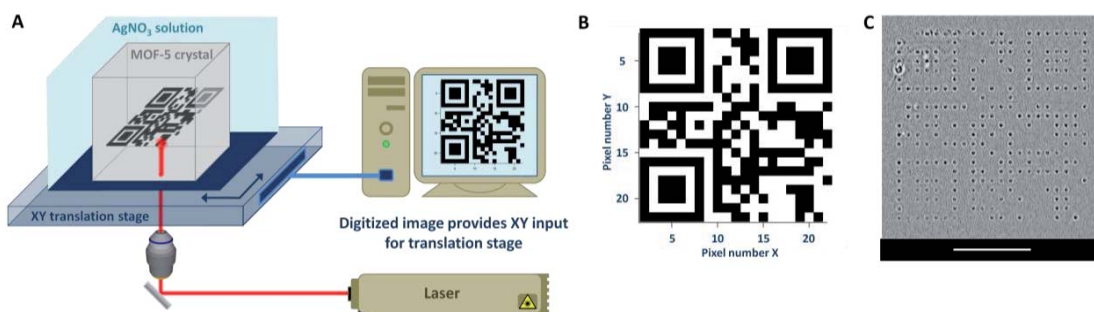 A
AgNO₃ solution
MOF-5 crystal
XY translation stage
Digitized image provides XY input
for translation stage
Laser
B
5
10
15
20
Pixel number Y
5 10 15 20
Pixel number X
C